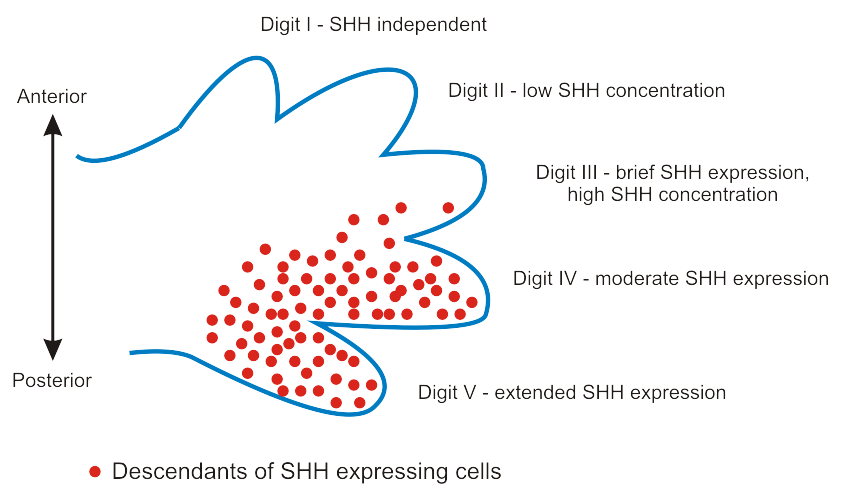 Digit I - SHH independent
Anterior
Digit II - low SHH concentration
Digit III - brief SHH expression,
high SHH concentration
Digit IV - moderate SHH expression
Posterior
Digit V - extended SHH expression
Descendants of SHH expressing cells